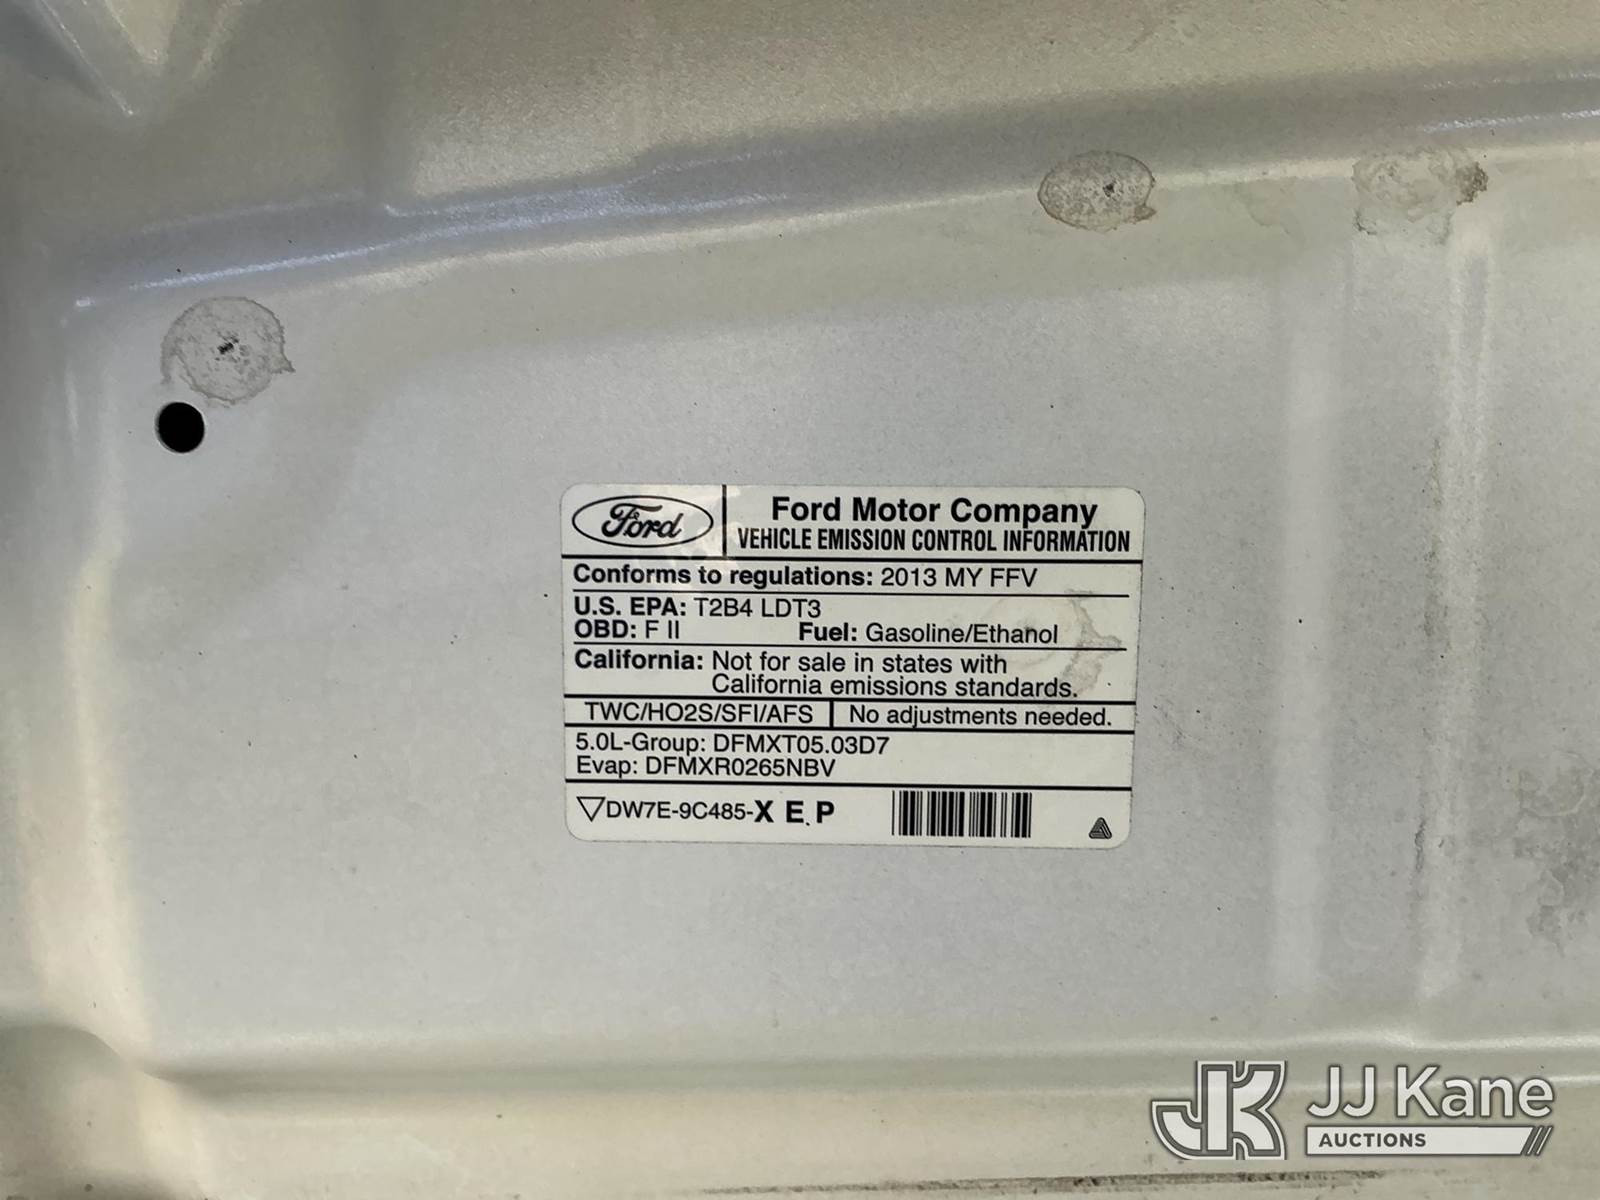 Ford
Ford Motor Company
VEHICLE EMISSION CONTROL INFORMATION
Conforms to regulations: 2013 MY FFV
U.S. EPA: T2B4 LDT3
OBD: F II Fuel: Gasoline/Ethanol
California: Not for sale in states with
California emissions standards.
TWC/HO2S/SFI/AFS No adjustments needed.
5.0L-Group: DFMXT05.03D7
Evap: DFMXR0265NBV
DW7E-9C485-X E P
JK JJ Kane
AUCTIONS